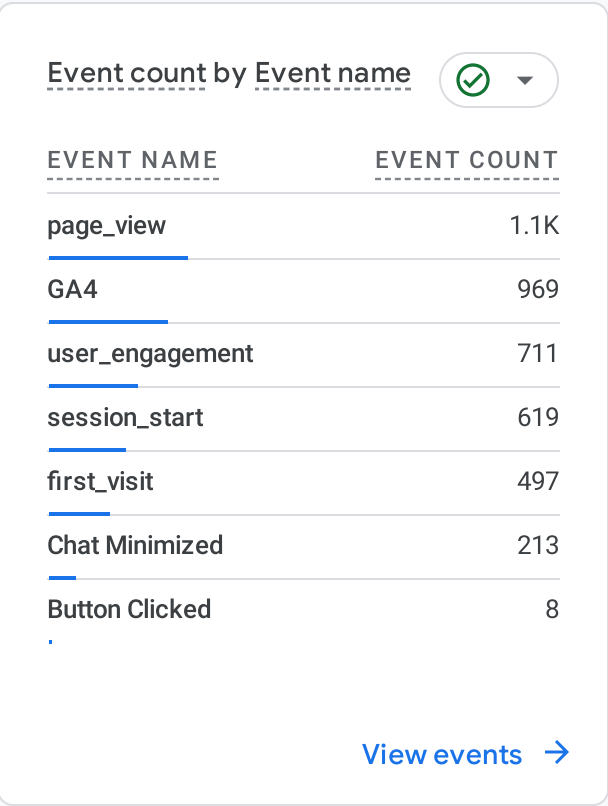 Event count by Event name
EVENT NAME EVENT COUNT
page_view 1.1K
GA4 969
user_engagement 711
session_start 619
first_visit 497
Chat Minimized 213
Button Clicked 8
View events